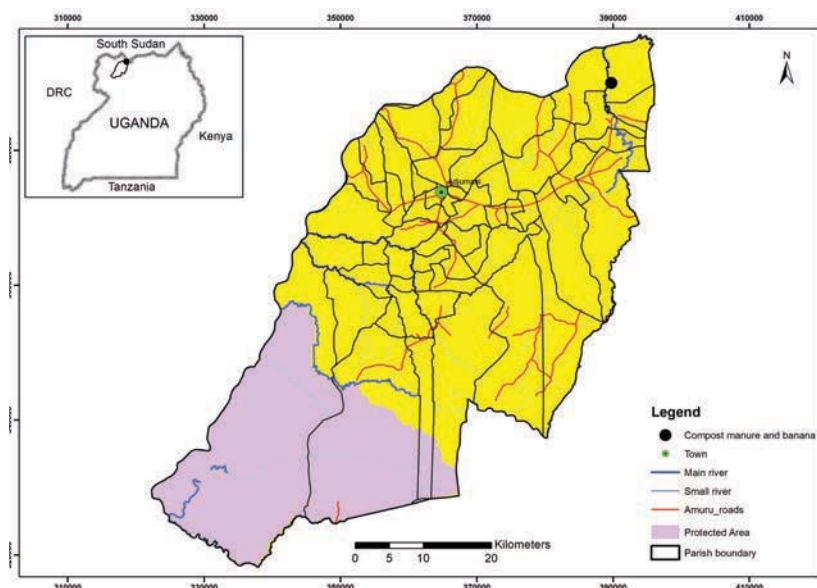 310000 330000 350000 370000 390000 410000
South Sudan
DRC
UGANDA
Kenya
Tanzania
N
Adjumani
Legend
Compost manure and banana
Town
Main river
Small river
Amuru_roads
Protected Area
Parish boundary
Kilometers
0 5 10 20
310000 330000 350000 370000 390000 410000